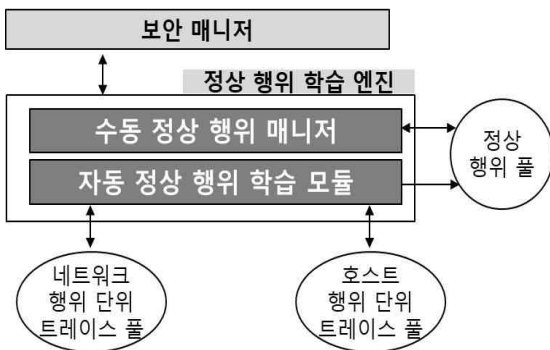 보안 매니저
정상 행위 학습 엔진
수동 정상 행위 매니저
자동 정상 행위 학습 모듈
정상
행위 풀
네트워크
행위 단위
트레이스 풀
호스트
행위 단위
트레이스 풀